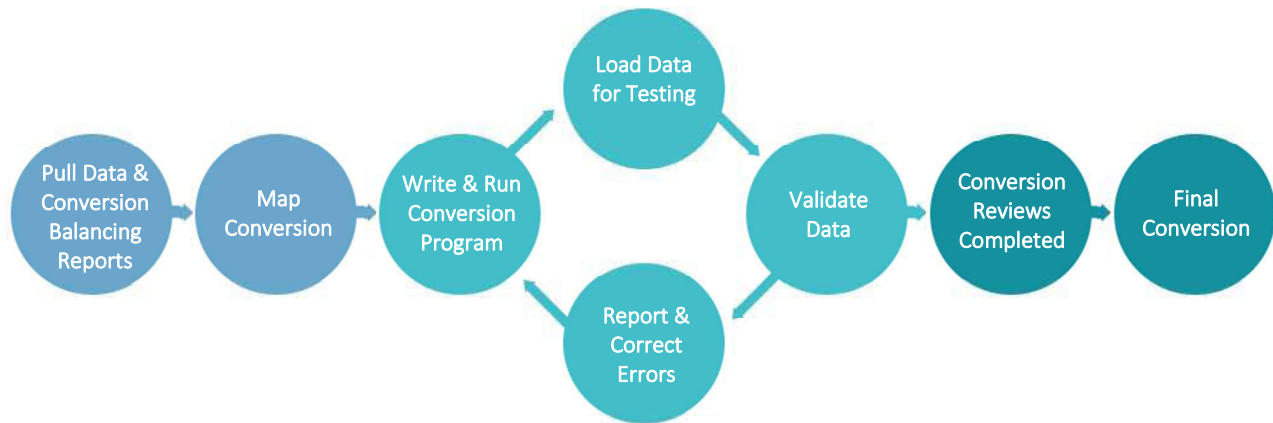 Pull Data &
Conversion
Balancing
Reports
Map
Conversion
Write & Run
Conversion
Program
Load Data
for Testing
Validate
Data
Report &
Correct
Errors
Conversion
Reviews
Completed
Final
Conversion